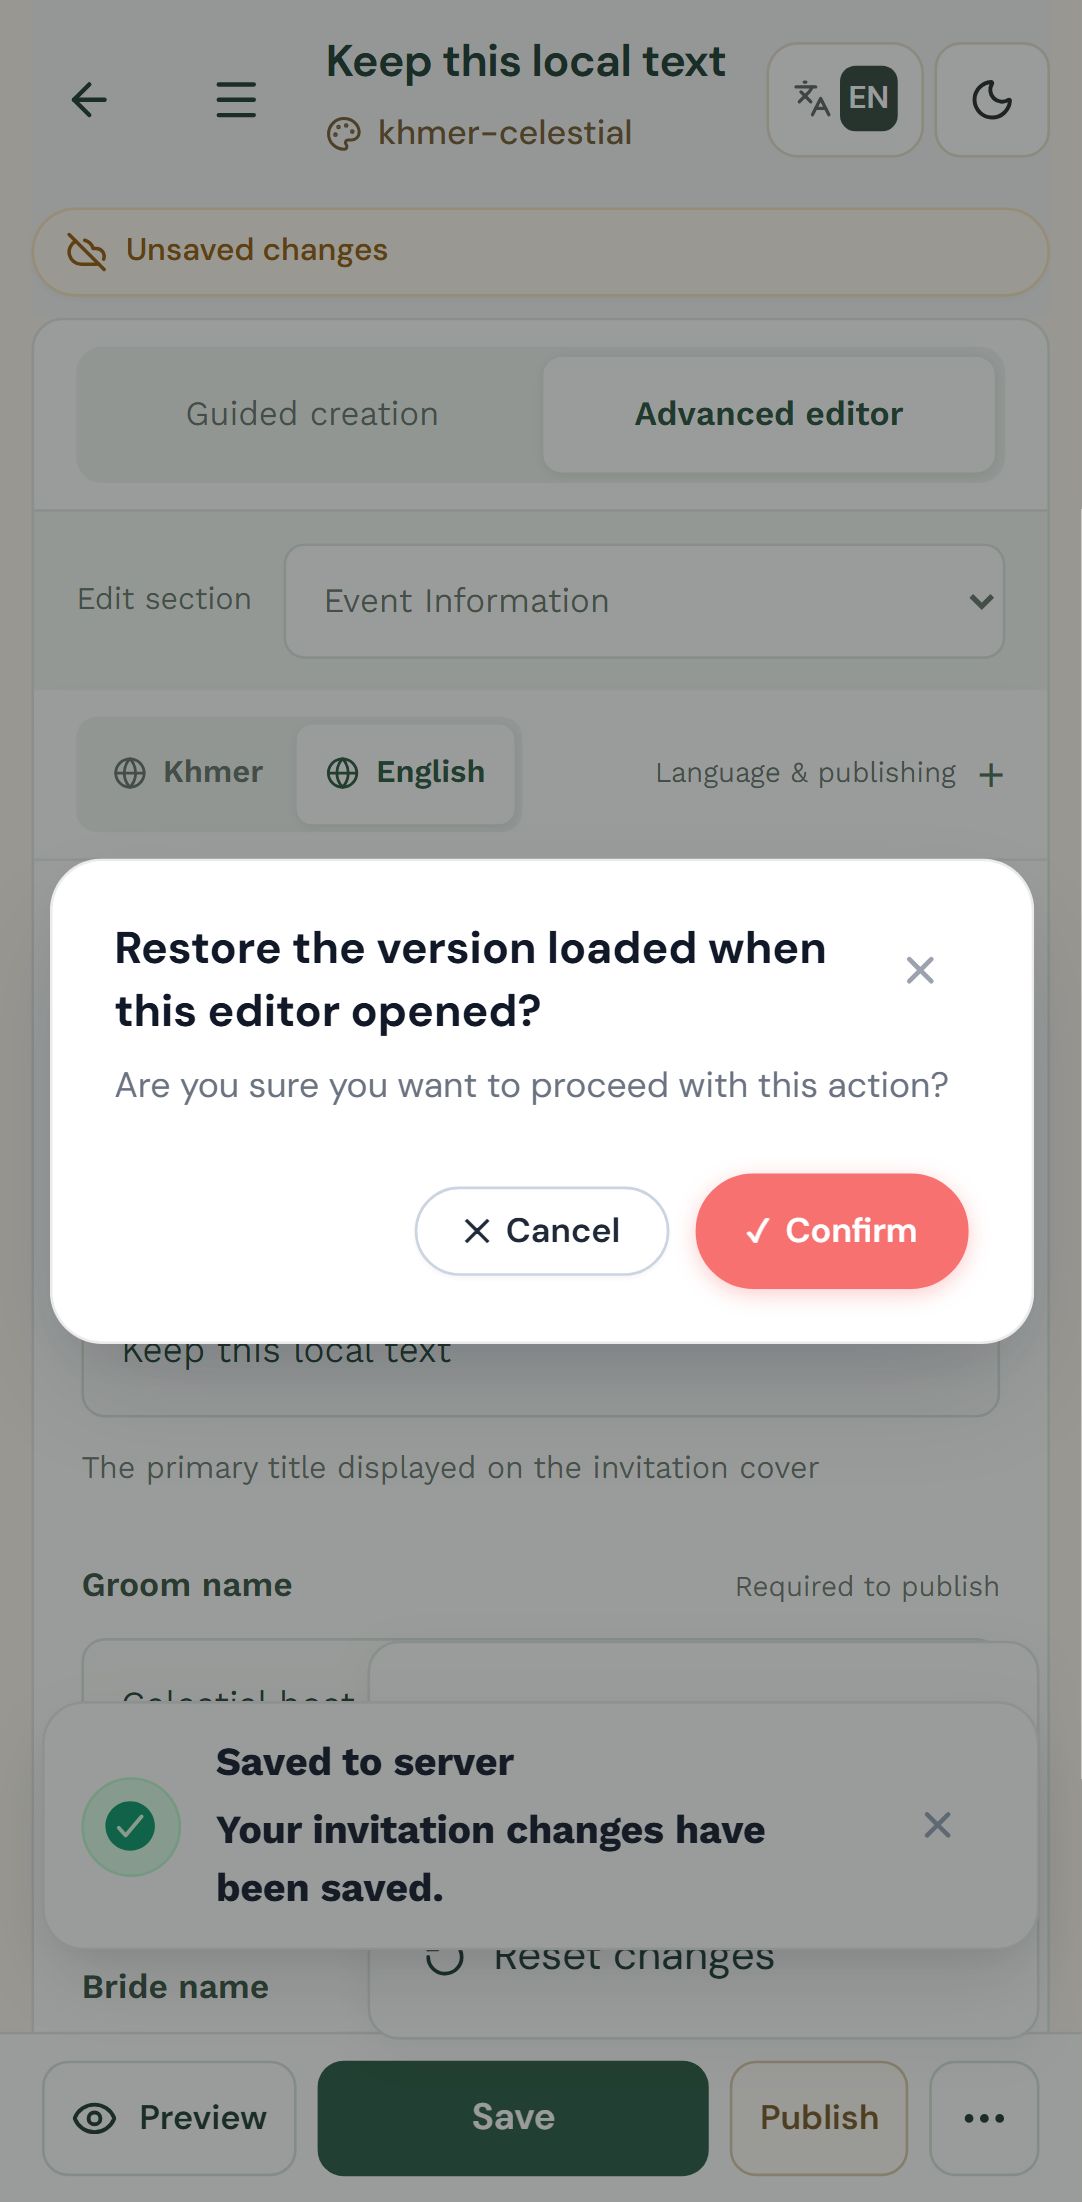 Keep this local text
khmer-celestial
EN
Unsaved changes
Guided creation
Advanced editor
Edit section
Event Information
Khmer
English
Language & publishing
Restore the version loaded when
this editor opened?
Are you sure you want to proceed with this action?
Cancel
Confirm
Keep this local text
The primary title displayed on the invitation cover
Groom name
Required to publish
Saved to server
Your invitation changes have
been saved.
Reset changes
Bride name
Preview
Save
Publish